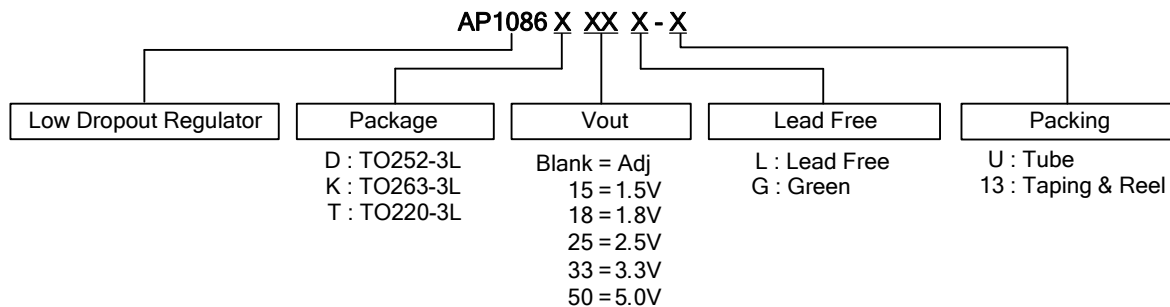 AP1086 X XX X - X
Low Dropout Regulator
Package
Vout
Lead Free
Packing
D : TO252-3L
K : TO263-3L
T : TO220-3L
Blank = Adj
15 = 1.5V
18 = 1.8V
25 = 2.5V
33 = 3.3V
50 = 5.0V
L : Lead Free
G : Green
U : Tube
13 : Taping & Reel